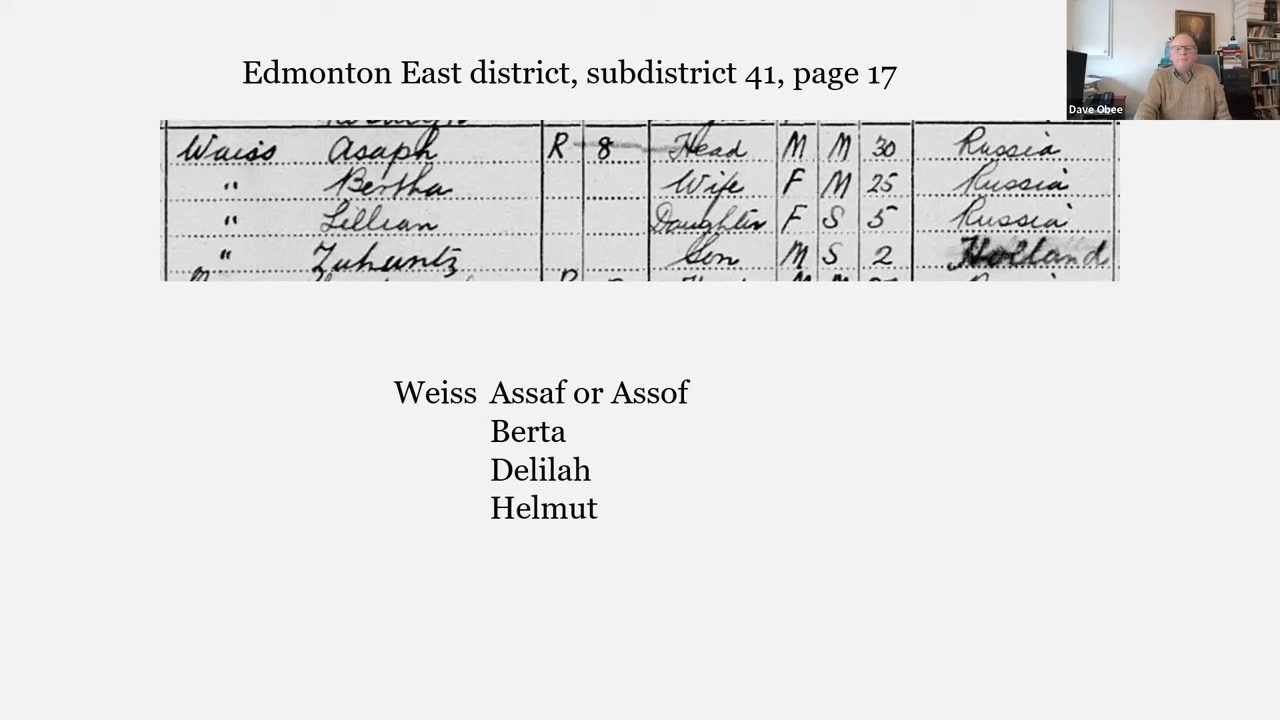 Edmonton East district, subdistrict 41, page 17
Dave Obee
Waiss Asaph R 8 Head M M 30 Russia
" Bertha Wife F M 25 Russia
" Lillian Daughter F S 5 Russia
" Zuhuntz Son M S 2 Holland
Weiss Assaf or Assof
Berta
Delilah
Helmut